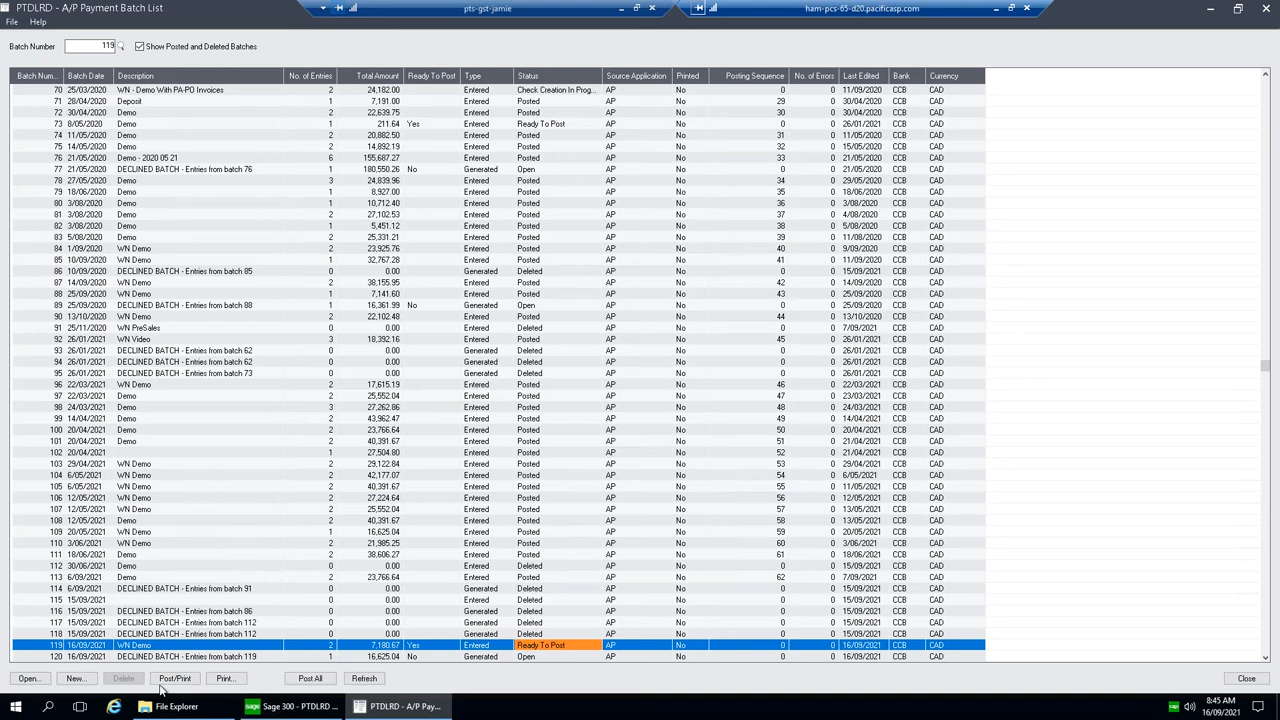 PTDLRD - A/P Payment Batch List
pts-gst-jamie
ham-pcs-65-d20.pacificasp.com
File Help
Batch Number 119 Show Posted and Deleted Batches
Batch Num... Batch Date Description No. of Entries Total Amount Ready To Post Type Status Source Application Printed Posting Sequence No. of Errors Last Edited Bank Currency
70 25/03/2020 WN - Demo With PA-PO Invoices 2 24,182.00 Entered Check Creation In Prog... AP No 0 0 11/09/2020 CCB CAD
71 28/04/2020 Deposit 1 7,191.00 Entered Posted AP No 29 0 30/04/2020 CCB CAD
72 30/04/2020 Demo 2 22,639.75 Entered Posted AP No 30 0 30/04/2020 CCB CAD
73 8/05/2020 Demo 1 211.64 Yes Entered Ready To Post AP No 0 0 26/01/2021 CCB CAD
74 11/05/2020 Demo 2 20,882.50 Entered Posted AP No 31 0 11/05/2020 CCB CAD
75 14/05/2020 Demo 2 14,892.19 Entered Posted AP No 32 0 14/05/2020 CCB CAD
76 21/05/2020 Demo - 2020 05 21 6 155,687.27 Entered Posted AP No 33 0 21/05/2020 CCB CAD
77 21/05/2020 DECLINED BATCH - Entries from batch 76 1 180,550.26 No Generated Open AP No 0 0 21/05/2020 CCB CAD
78 27/05/2020 Demo 3 24,839.96 Entered Posted AP No 34 0 29/05/2020 CCB CAD
79 18/06/2020 Demo 1 8,927.00 Entered Posted AP No 35 0 18/06/2020 CCB CAD
80 3/08/2020 Demo 1 10,712.40 Entered Posted AP No 36 0 3/08/2020 CCB CAD
81 3/08/2020 Demo 2 27,102.53 Entered Posted AP No 37 0 4/08/2020 CCB CAD
82 3/08/2020 Demo 1 5,451.12 Entered Posted AP No 38 0 5/08/2020 CCB CAD
83 5/08/2020 Demo 2 25,331.21 Entered Posted AP No 39 0 11/08/2020 CCB CAD
84 1/09/2020 WN Demo 2 23,925.76 Entered Posted AP No 40 0 9/09/2020 CCB CAD
85 10/09/2020 WN Demo 1 32,767.28 Entered Posted AP No 41 0 11/09/2020 CCB CAD
86 10/09/2020 DECLINED BATCH - Entries from batch 85 0 0.00 Generated Deleted AP No 0 0 15/09/2021 CCB CAD
87 14/09/2020 WN Demo 2 38,155.95 Entered Posted AP No 42 0 14/09/2020 CCB CAD
88 25/09/2020 WN Demo 1 7,141.60 Entered Posted AP No 43 0 25/09/2020 CCB CAD
89 25/09/2020 DECLINED BATCH - Entries from batch 88 1 16,361.99 No Generated Open AP No 0 0 25/09/2020 CCB CAD
90 13/10/2020 WN Demo 2 22,102.48 Entered Posted AP No 44 0 13/10/2020 CCB CAD
91 25/11/2020 WN PreSales 0 0.00 Entered Deleted AP No 0 0 7/09/2021 CCB CAD
92 26/01/2021 WN Video 3 18,392.16 Entered Posted AP No 45 0 26/01/2021 CCB CAD
93 26/01/2021 DECLINED BATCH - Entries from batch 62 0 0.00 Generated Deleted AP No 0 0 26/01/2021 CCB CAD
94 26/01/2021 DECLINED BATCH - Entries from batch 62 0 0.00 Generated Deleted AP No 0 0 26/01/2021 CCB CAD
95 26/01/2021 DECLINED BATCH - Entries from batch 73 0 0.00 Generated Deleted AP No 0 0 26/01/2021 CCB CAD
96 22/03/2021 WN Demo 2 17,615.19 Entered Posted AP No 46 0 22/03/2021 CCB CAD
97 22/03/2021 Demo 2 25,552.04 Entered Posted AP No 47 0 22/03/2021 CCB CAD
98 24/03/2021 Demo 3 27,262.86 Entered Posted AP No 48 0 24/03/2021 CCB CAD
99 14/04/2021 Demo 2 43,962.47 Entered Posted AP No 49 0 14/04/2021 CCB CAD
100 20/04/2021 Demo 2 23,766.64 Entered Posted AP No 50 0 20/04/2021 CCB CAD
101 20/04/2021 Demo 2 40,391.67 Entered Posted AP No 51 0 21/04/2021 CCB CAD
102 20/04/2021 1 27,504.80 Entered Posted AP No 52 0 20/04/2021 CCB CAD
103 29/04/2021 WN Demo 2 29,122.84 Entered Posted AP No 53 0 29/04/2021 CCB CAD
104 6/05/2021 WN Demo 2 42,177.07 Entered Posted AP No 54 0 6/05/2021 CCB CAD
105 6/05/2021 WN Demo 2 40,391.67 Entered Posted AP No 55 0 11/05/2021 CCB CAD
106 12/05/2021 WN Demo 2 27,224.64 Entered Posted AP No 56 0 12/05/2021 CCB CAD
107 12/05/2021 WN Demo 2 25,552.04 Entered Posted AP No 57 0 13/05/2021 CCB CAD
108 12/05/2021 Demo 2 40,391.67 Entered Posted AP No 58 0 13/05/2021 CCB CAD
109 20/05/2021 WN Demo 1 16,625.04 Entered Posted AP No 59 0 20/05/2021 CCB CAD
110 3/06/2021 WN Demo 2 21,985.25 Entered Posted AP No 60 0 3/06/2021 CCB CAD
111 18/06/2021 Demo 2 38,606.27 Entered Posted AP No 61 0 18/06/2021 CCB CAD
112 30/06/2021 Demo 0 0.00 Entered Deleted AP No 0 0 15/09/2021 CCB CAD
113 6/09/2021 Demo 2 23,766.64 Entered Posted AP No 62 0 7/09/2021 CCB CAD
114 6/09/2021 DECLINED BATCH - Entries from batch 91 0 0.00 Generated Deleted AP No 0 0 15/09/2021 CCB CAD
115 15/09/2021 0 0.00 Entered Deleted AP No 0 0 15/09/2021 CCB CAD
116 15/09/2021 DECLINED BATCH - Entries from batch 86 0 0.00 Generated Deleted AP No 0 0 15/09/2021 CCB CAD
117 15/09/2021 DECLINED BATCH - Entries from batch 112 0 0.00 Generated Deleted AP No 0 0 15/09/2021 CCB CAD
118 15/09/2021 DECLINED BATCH - Entries from batch 112 0 0.00 Generated Deleted AP No 0 0 15/09/2021 CCB CAD
119 16/09/2021 WN Demo 2 7,180.67 Yes Entered Ready To Post AP No 0 0 16/09/2021 CCB CAD
120 16/09/2021 DECLINED BATCH - Entries from batch 119 1 16,625.04 No Generated Open AP No 0 0 16/09/2021 CCB CAD
Open... New... Delete Post/Print Print... Post All Refresh Close
File Explorer sage Sage 300 - PTDLRD ... PTDLRD - A/P Pay... 8:45 AM
16/09/2021